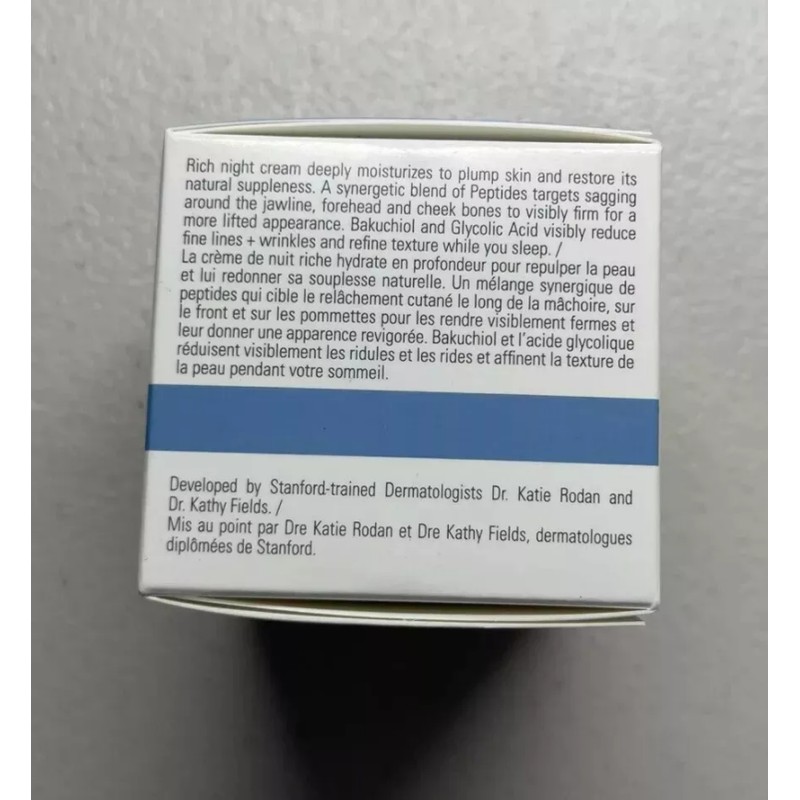 Rich night cream deeply moisturizes to plump skin and restore its
natural suppleness. A synergetic blend of Peptides targets sagging
around the jawline, forehead and cheek bones to visibly firm for a
more lifted appearance. Bakuchiol and Glycolic Acid visibly reduce
fine lines + wrinkles and refine texture while you sleep. /
La crème de nuit riche hydrate en profondeur pour repulper la peau
et lui redonner sa souplesse naturelle. Un mélange synergique de
peptides qui cible le relâchement cutané le long de la mâchoire, sur
le front et sur les pommettes pour les rendre visiblement fermes et
leur donner une apparence revigorée. Bakuchiol et l'acide glycolique
réduisent visiblement les ridules et les rides et affinent la texture de
la peau pendant votre sommeil.
Developed by Stanford-trained Dermatologists Dr. Katie Rodan and
Dr. Kathy Fields. /
Mis au point par Dre Katie Rodan et Dre Kathy Fields, dermatologues
diplômées de Stanford.